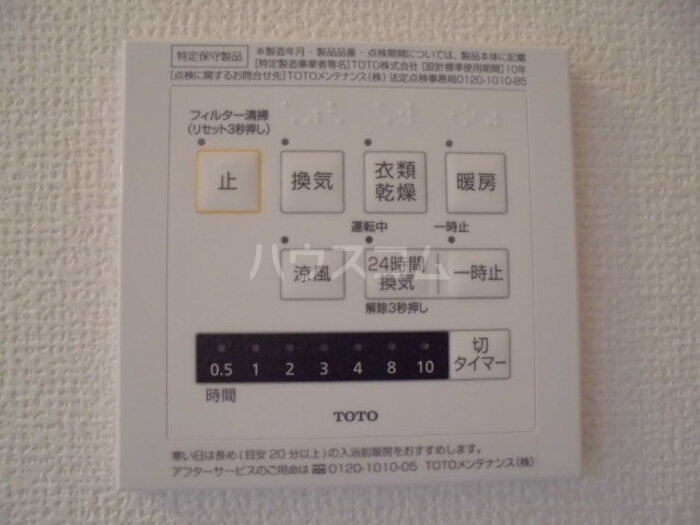 特定保守製品
※製造年月・製品品番・点検期間については、製品本体に記載
[特定製造事業者等名]TOTO株式会社 [設計標準使用期間]10年
[点検に関するお問合せ先]TOTOメンテナンス(株) 法定点検事務局0120-1010-85
フィルター清掃
(リセット3秒押し)
止
換気
衣類
乾燥
暖房
運転中
一時止
涼風
24時間
換気
一時止
解除3秒押し
ハウスコム
0.5 1 2 3 4 8 10
切
タイマー
時間
TOTO
寒い日は長め(目安20分以上)の入浴前暖房をおすすめします。
アフターサービスのご用命は 0120-1010-05 TOTOメンテナンス(株)